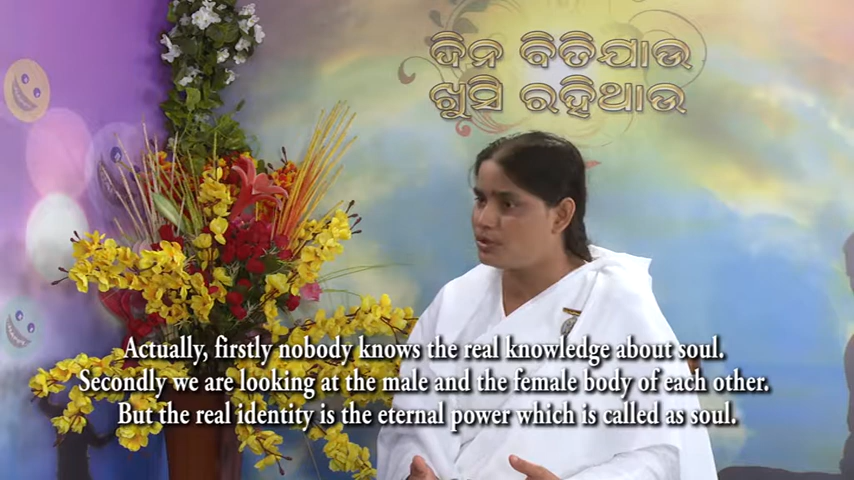 ଦିନ ବିତିଯାଉ
ଖୁସି ରହିଥାଉ
Actually, firstly nobody knows the real knowledge about soul.
Secondly we are looking at the male and the female body of each other.
But the real identity is the eternal power which is called as soul.